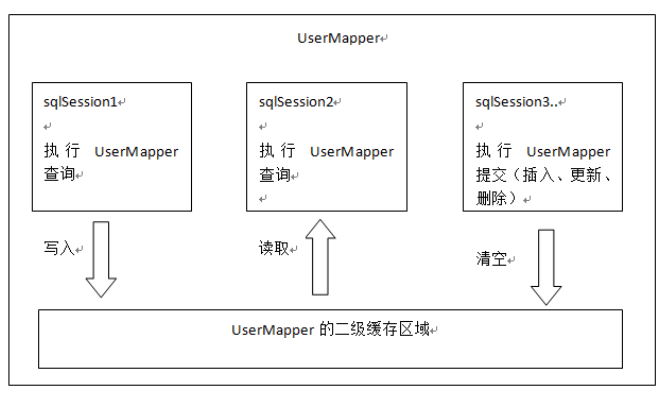 UserMapper↵
sqlSession1↵
↵
执行 UserMapper
查询↵
sqlSession2↵
↵
执行 UserMapper
查询↵
↵
sqlSession3..↵
↵
执行 UserMapper
提交（插入、更新、
删除）↵
写入↵
读取↵
清空↵
UserMapper 的二级缓存区域↵